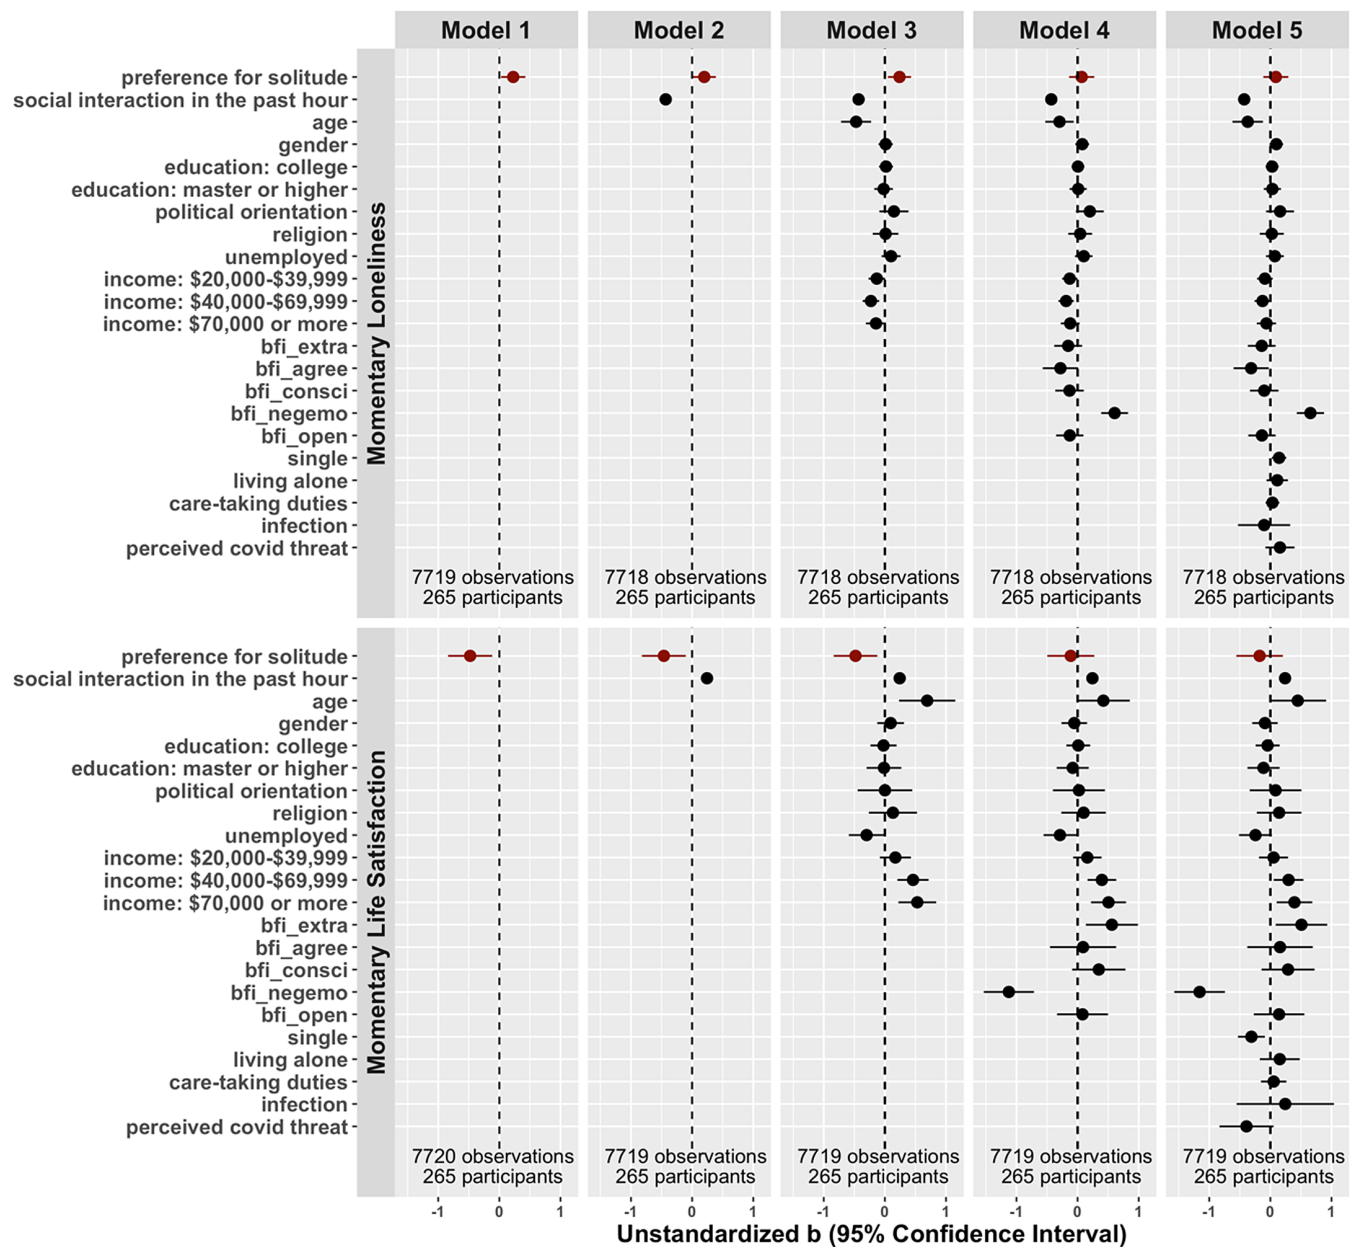 Model 1 Model 2 Model 3 Model 4 Model 5
Momentary Loneliness
preference for solitude
social interaction in the past hour
age
gender
education: college
education: master or higher
political orientation
religion
unemployed
income: $20,000-$39,999
income: $40,000-$69,999
income: $70,000 or more
bfi_extra
bfi_agree
bfi_consci
bfi_negemo
bfi_open
single
living alone
care-taking duties
infection
perceived covid threat
7719 observations 7718 observations 7718 observations 7718 observations 7718 observations
265 participants 265 participants 265 participants 265 participants 265 participants
Momentary Life Satisfaction
preference for solitude
social interaction in the past hour
age
gender
education: college
education: master or higher
political orientation
religion
unemployed
income: $20,000-$39,999
income: $40,000-$69,999
income: $70,000 or more
bfi_extra
bfi_agree
bfi_consci
bfi_negemo
bfi_open
single
living alone
care-taking duties
infection
perceived covid threat
7720 observations 7719 observations 7719 observations 7719 observations 7719 observations
265 participants 265 participants 265 participants 265 participants 265 participants
-1 0 1 -1 0 1 -1 0 1 -1 0 1 -1 0 1
Unstandardized b (95% Confidence Interval)